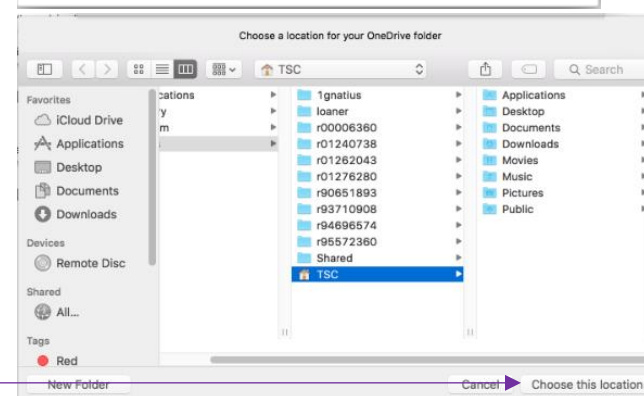 Choose a location for your OneDrive folder
TSC
Q Search
Favorites
iCloud Drive
Applications
Desktop
Documents
Downloads
Devices
Remote Disc
Shared
All...
Tags
Red
cations
y
m
s
1gnatius
loaner
r00006360
r01240738
r01262043
r01276280
r90651893
r93710908
r94696574
r95572360
Shared
TSC
Applications
Desktop
Documents
Downloads
Movies
Music
Pictures
Public
New Folder
Cancel
Choose this location